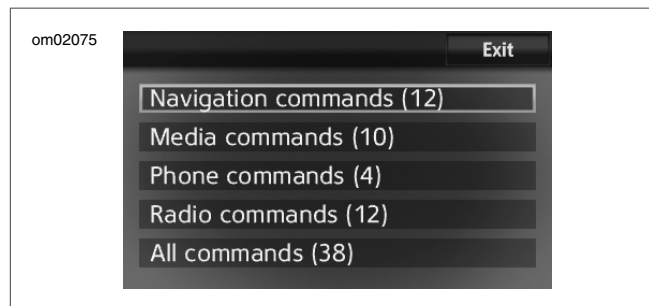 om02075
Exit
Navigation commands (12)
Media commands (10)
Phone commands (4)
Radio commands (12)
All commands (38)